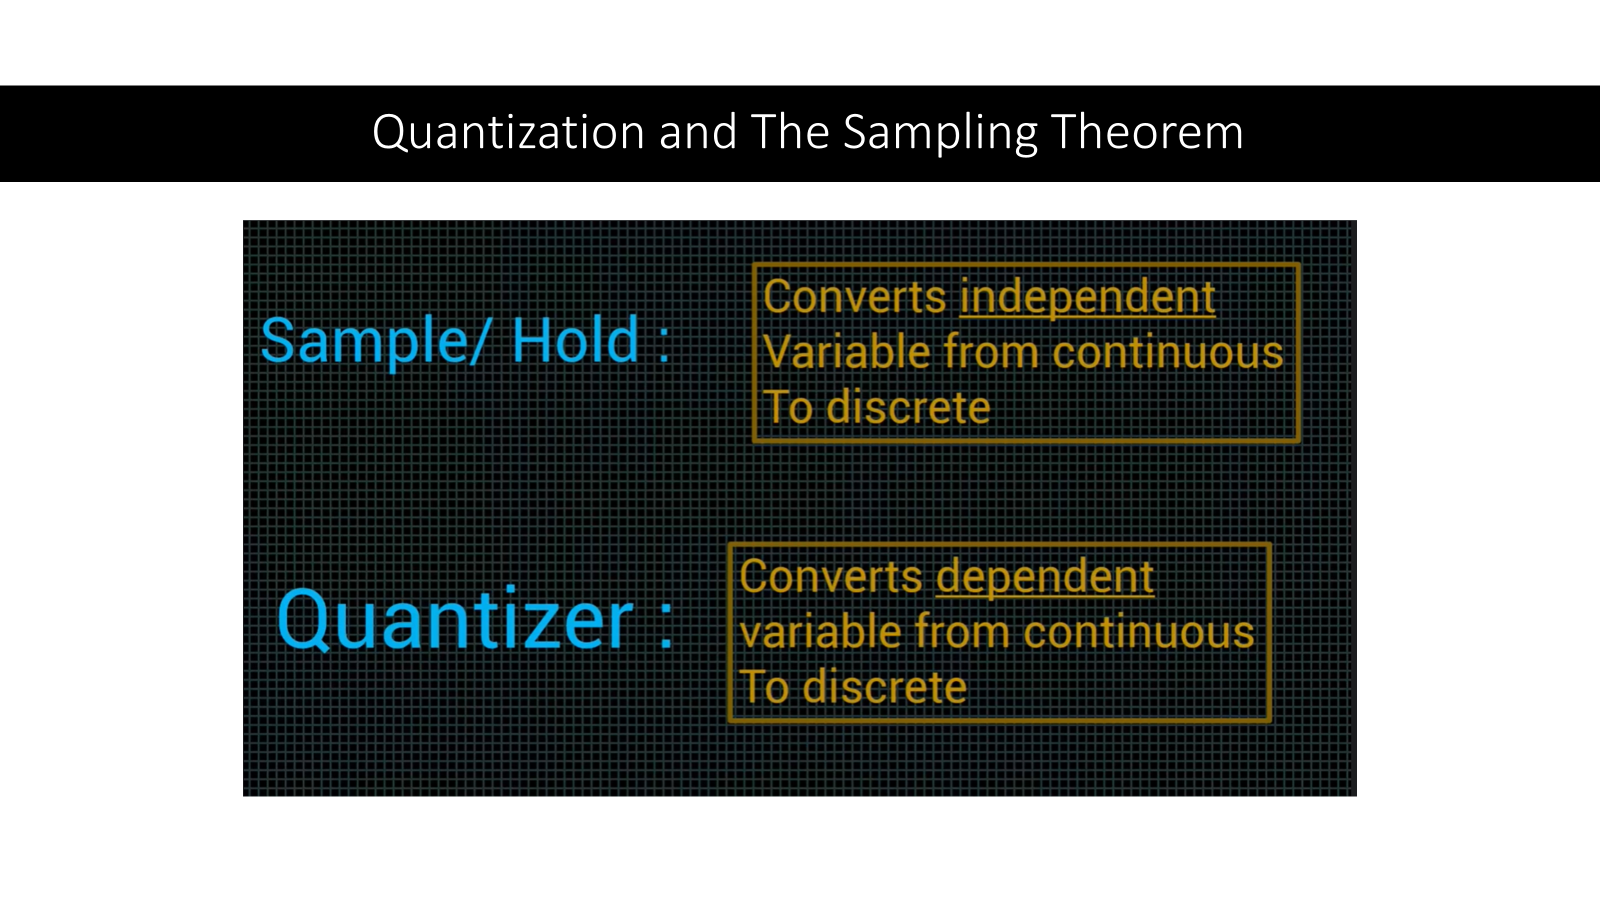 Quantization and The Sampling Theorem
Sample/ Hold :
Converts independent
Variable from continuous
To discrete
Quantizer :
Converts dependent
variable from continuous
To discrete